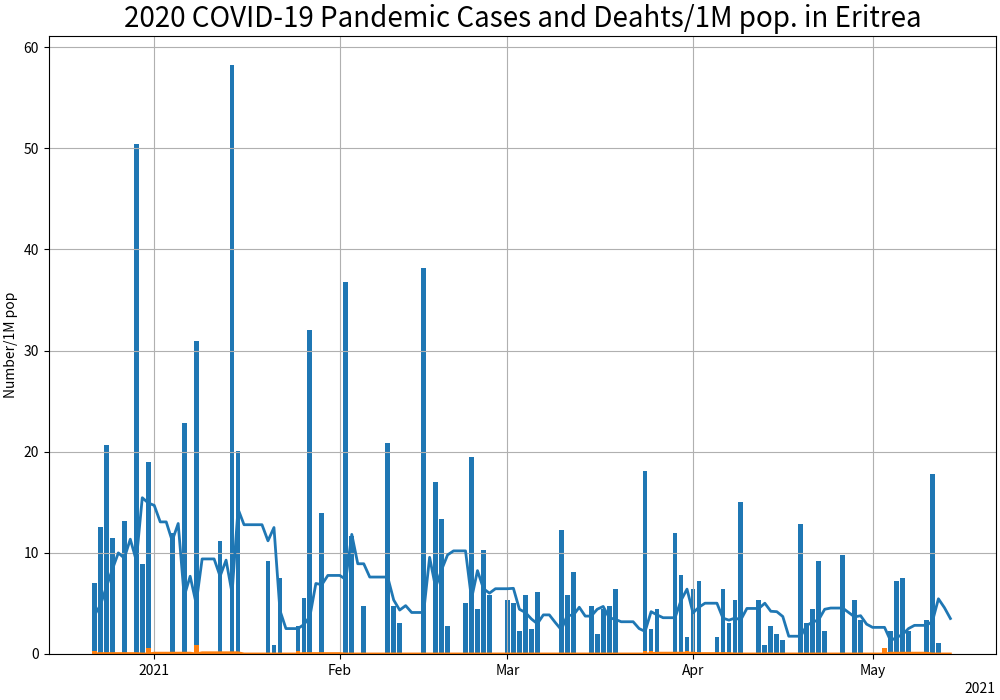 2020 COVID-19 Pandemic Cases and Deahts/1M pop. in Eritrea
60
50
40
30
20
10
0
Number/1M pop
2021
Feb
Mar
Apr
May
2021